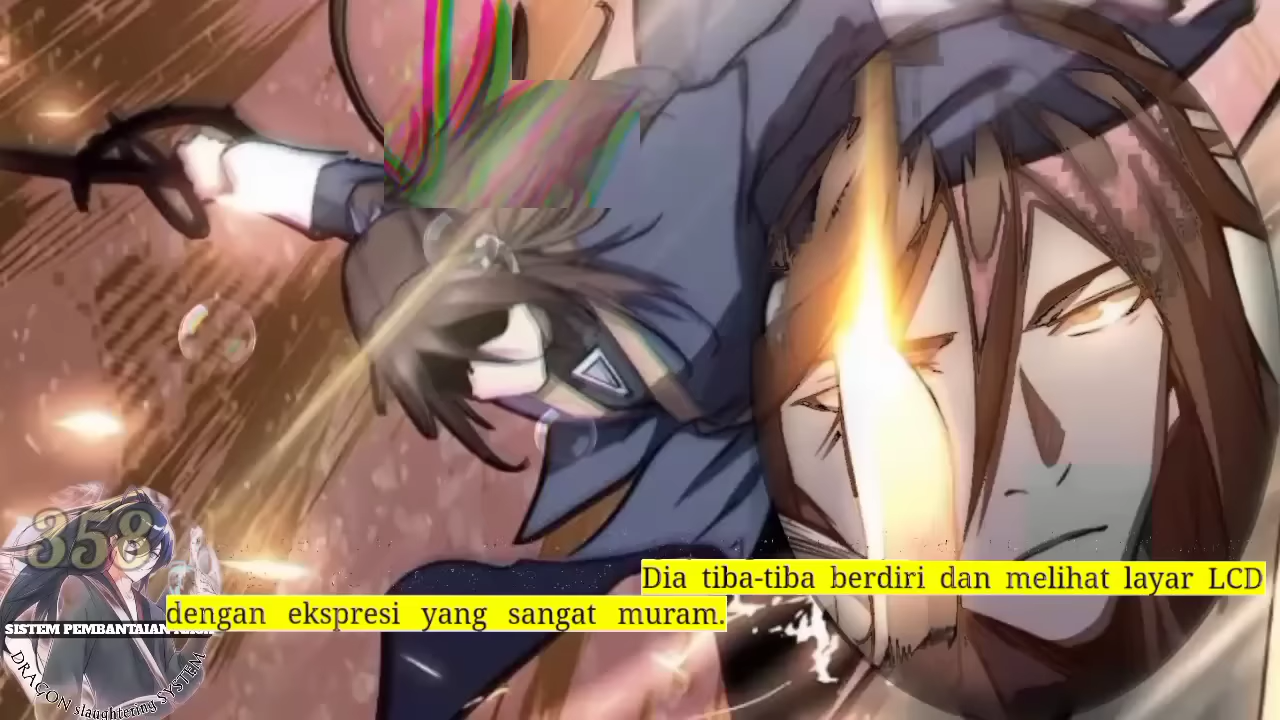 Dia tiba-tiba berdiri dan melihat layar LCD
dengan ekspresi yang sangat muram.
358
SISTEM PEMBANTAIAN
DRAGON slaughtering SYSTEM